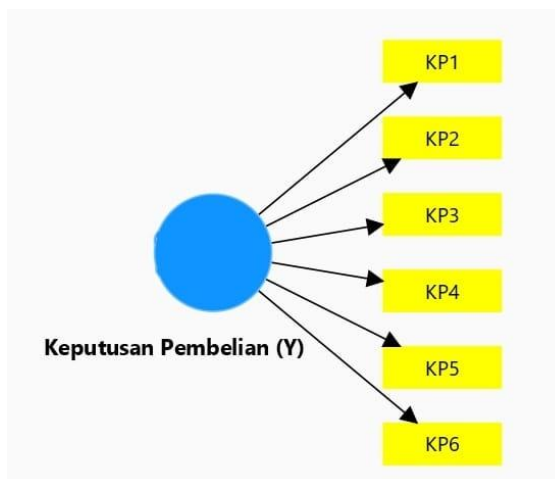 KP1
KP2
KP3
KP4
Keputusan Pembelian (Y)
KP5
KP6